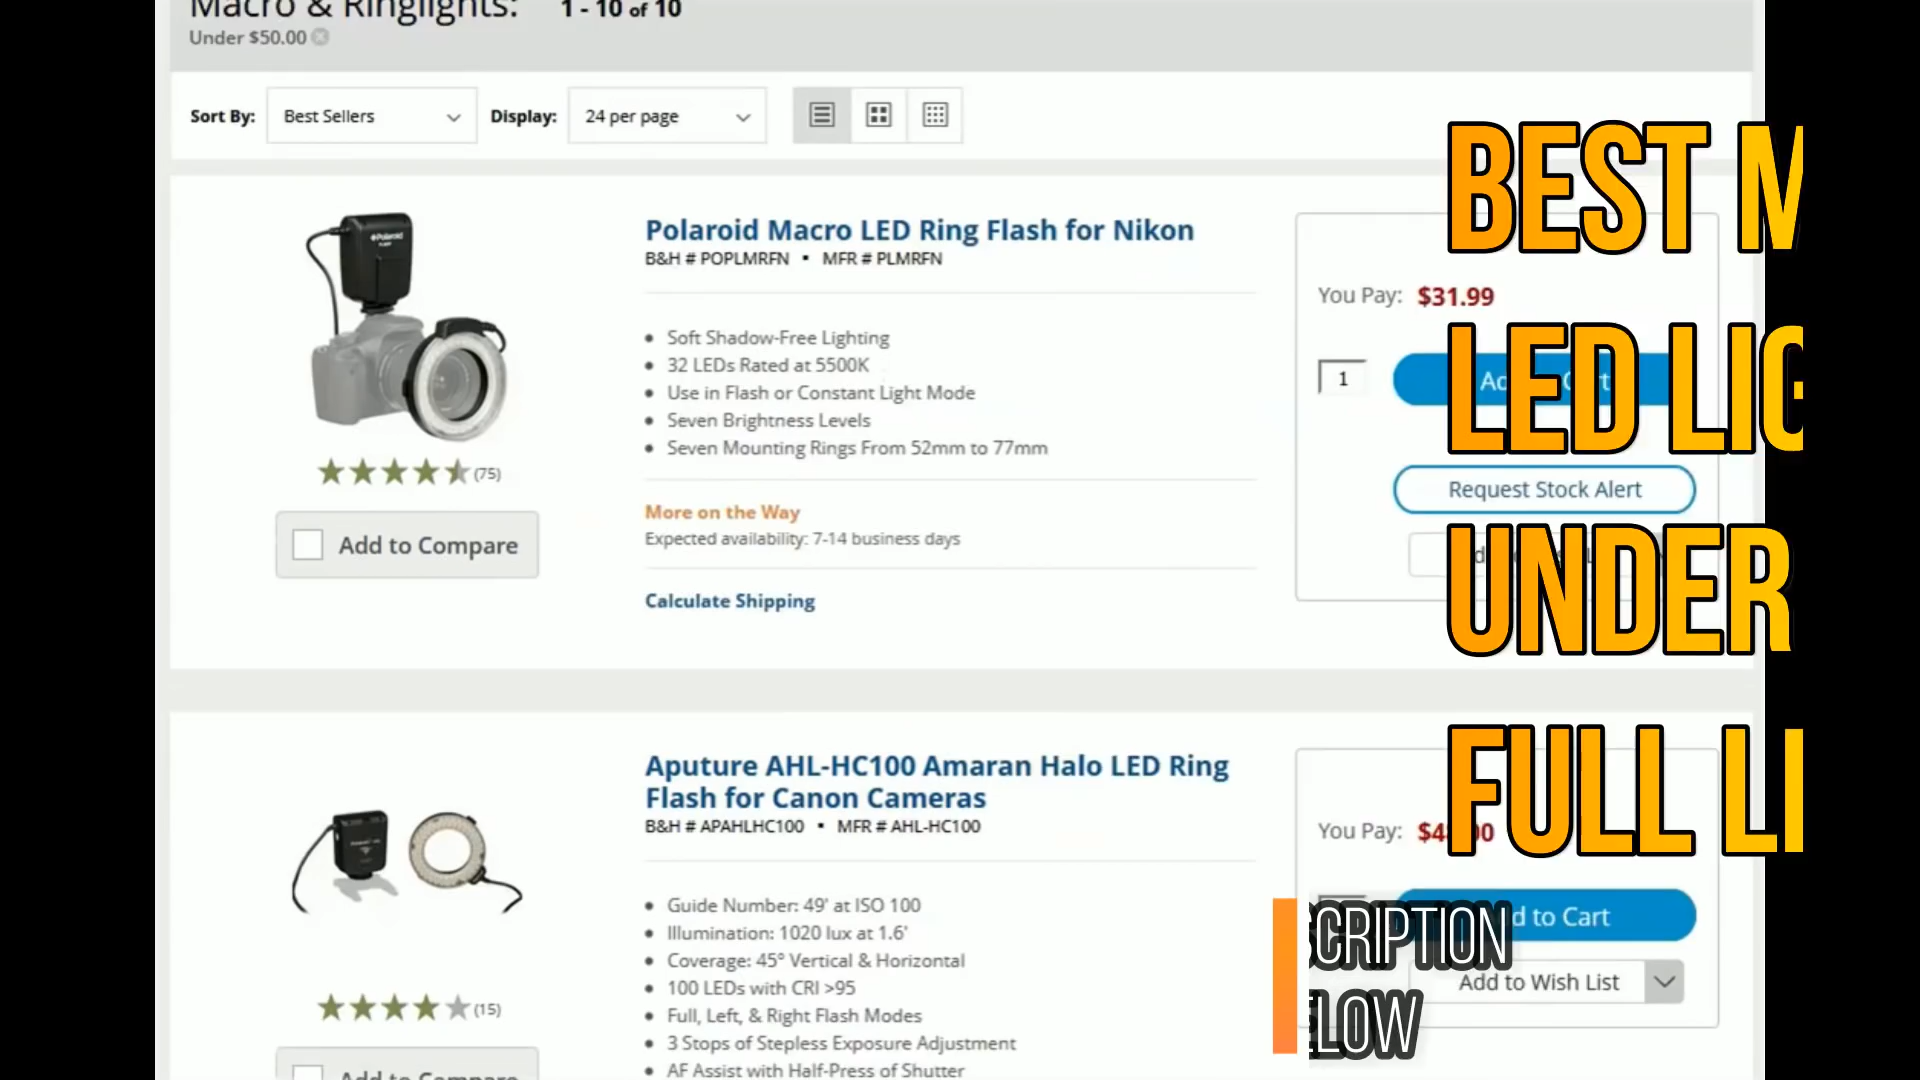 Macro & Ringlights: 1 - 10 of 10
Under $50.00
Sort By: Best Sellers Display: 24 per page
Polaroid Macro LED Ring Flash for Nikon
B&H # POPLMRFN • MFR # PLMRFN
Soft Shadow-Free Lighting
32 LEDs Rated at 5500K
Use in Flash or Constant Light Mode
Seven Brightness Levels
Seven Mounting Rings From 52mm to 77mm
(75)
Add to Compare
More on the Way
Expected availability: 7-14 business days
Calculate Shipping
You Pay: $31.99
1
Request Stock Alert
BEST M
LED LIG
UNDER
FULL LI
Aputure AHL-HC100 Amaran Halo LED Ring
Flash for Canon Cameras
B&H # APAHLHC100 • MFR # AHL-HC100
Guide Number: 49' at ISO 100
Illumination: 1020 lux at 1.6'
Coverage: 45° Vertical & Horizontal
100 LEDs with CRI >95
Full, Left, & Right Flash Modes
3 Stops of Stepless Exposure Adjustment
AF Assist with Half-Press of Shutter
(15)
Add to Compare
You Pay:
d to Cart
Add to Wish List
SCRIPTION
ELOW